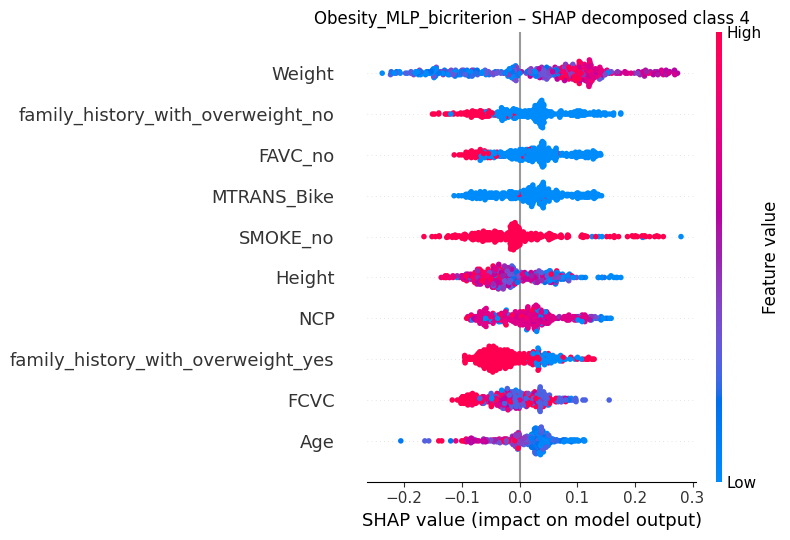 Obesity_MLP_bicriterion – SHAP decomposed class 4
High
Weight
family_history_with_overweight_no
FAVC_no
MTRANS_Bike
SMOKE_no
Height
NCP
family_history_with_overweight_yes
FCVC
Age
Feature value
Low
−0.2 −0.1 0.0 0.1 0.2 0.3
SHAP value (impact on model output)